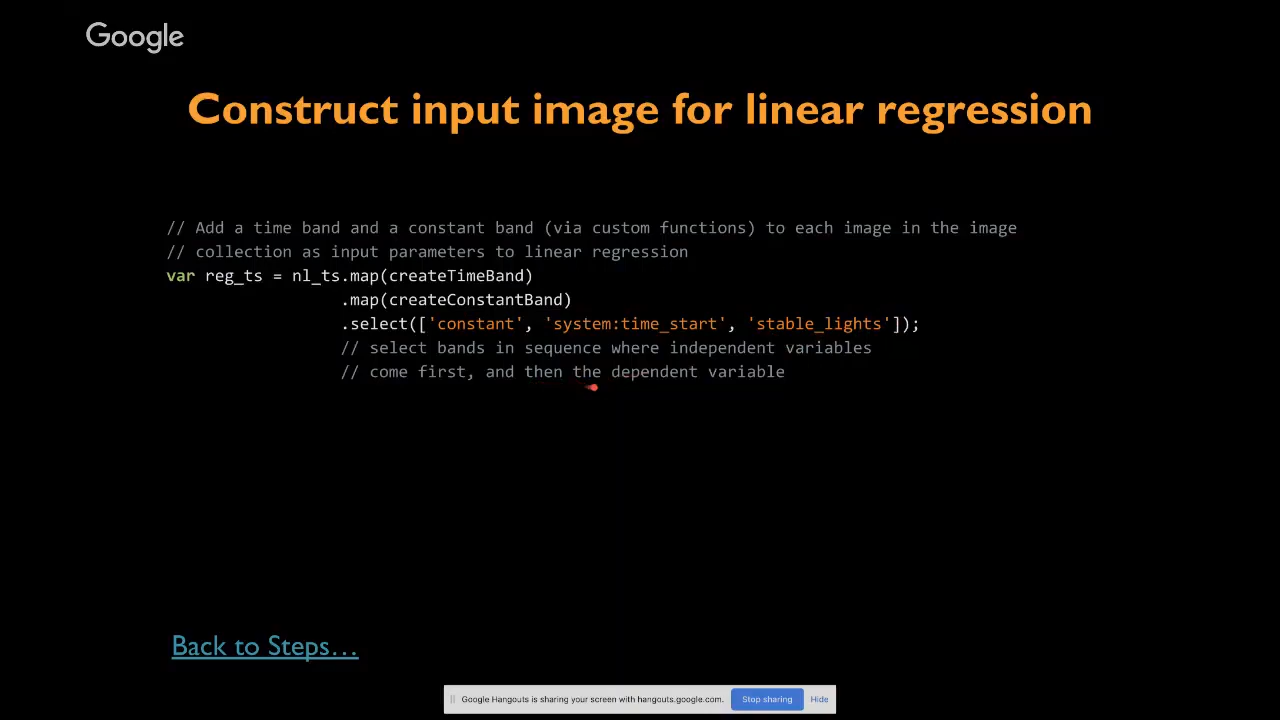 Google
Construct input image for linear regression
// Add a time band and a constant band (via custom functions) to each image in the image
// collection as input parameters to linear regression
var reg_ts = nl_ts.map(createTimeBand)
.map(createConstantBand)
.select(['constant', 'system:time_start', 'stable_lights']);
// select bands in sequence where independent variables
// come first, and then the dependent variable
Back to Steps...
Google Hangouts is sharing your screen with hangouts.google.com. Stop sharing Hide